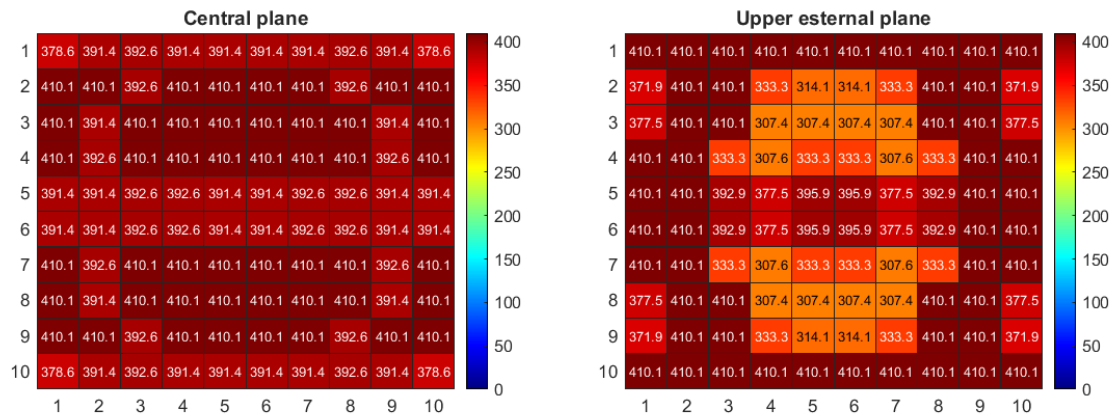 Central plane
Upper esternal plane
1 378.6 391.4 392.6 391.4 391.4 391.4 391.4 392.6 391.4 378.6
2 410.1 410.1 392.6 410.1 410.1 410.1 410.1 392.6 410.1 410.1
3 410.1 391.4 410.1 410.1 410.1 410.1 410.1 410.1 391.4 410.1
4 410.1 392.6 410.1 410.1 410.1 410.1 410.1 410.1 392.6 410.1
5 391.4 391.4 392.6 392.6 391.4 391.4 392.6 392.6 391.4 391.4
6 391.4 391.4 392.6 392.6 391.4 391.4 392.6 392.6 391.4 391.4
7 410.1 392.6 410.1 410.1 410.1 410.1 410.1 410.1 392.6 410.1
8 410.1 391.4 410.1 410.1 410.1 410.1 410.1 410.1 391.4 410.1
9 410.1 410.1 392.6 410.1 410.1 410.1 410.1 392.6 410.1 410.1
10 378.6 391.4 392.6 391.4 391.4 391.4 391.4 392.6 391.4 378.6
1 2 3 4 5 6 7 8 9 10
400
350
300
250
200
150
100
50
0
1 410.1 410.1 410.1 410.1 410.1 410.1 410.1 410.1 410.1 410.1
2 371.9 410.1 410.1 333.3 314.1 314.1 333.3 410.1 410.1 371.9
3 377.5 410.1 410.1 307.4 307.4 307.4 307.4 410.1 410.1 377.5
4 410.1 410.1 333.3 307.6 333.3 333.3 307.6 333.3 410.1 410.1
5 410.1 410.1 392.9 377.5 395.9 395.9 377.5 392.9 410.1 410.1
6 410.1 410.1 392.9 377.5 395.9 395.9 377.5 392.9 410.1 410.1
7 410.1 410.1 333.3 307.6 333.3 333.3 307.6 333.3 410.1 410.1
8 377.5 410.1 410.1 307.4 307.4 307.4 307.4 410.1 410.1 377.5
9 371.9 410.1 410.1 333.3 314.1 314.1 333.3 410.1 410.1 371.9
10 410.1 410.1 410.1 410.1 410.1 410.1 410.1 410.1 410.1 410.1
1 2 3 4 5 6 7 8 9 10
400
350
300
250
200
150
100
50
0